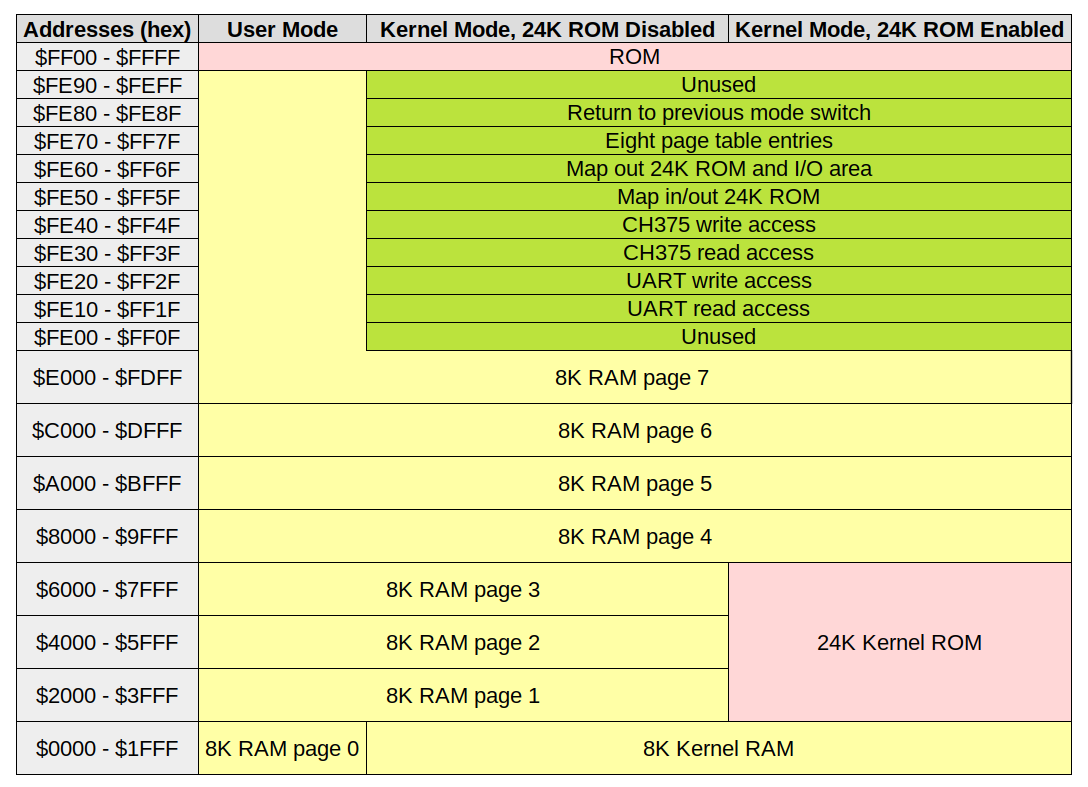 Addresses (hex) User Mode Kernel Mode, 24K ROM Disabled Kernel Mode, 24K ROM Enabled
$FF00 - $FFFF ROM
$FE90 - $FEFF Unused
$FE80 - $FE8F Return to previous mode switch
$FE70 - $FF7F Eight page table entries
$FE60 - $FF6F Map out 24K ROM and I/O area
$FE50 - $FF5F Map in/out 24K ROM
$FE40 - $FF4F CH375 write access
$FE30 - $FF3F CH375 read access
$FE20 - $FF2F UART write access
$FE10 - $FF1F UART read access
$FE00 - $FF0F Unused
$E000 - $FDFF 8K RAM page 7
$C000 - $DFFF 8K RAM page 6
$A000 - $BFFF 8K RAM page 5
$8000 - $9FFF 8K RAM page 4
$6000 - $7FFF 8K RAM page 3
$4000 - $5FFF 8K RAM page 2 24K Kernel ROM
$2000 - $3FFF 8K RAM page 1
$0000 - $1FFF 8K RAM page 0 8K Kernel RAM